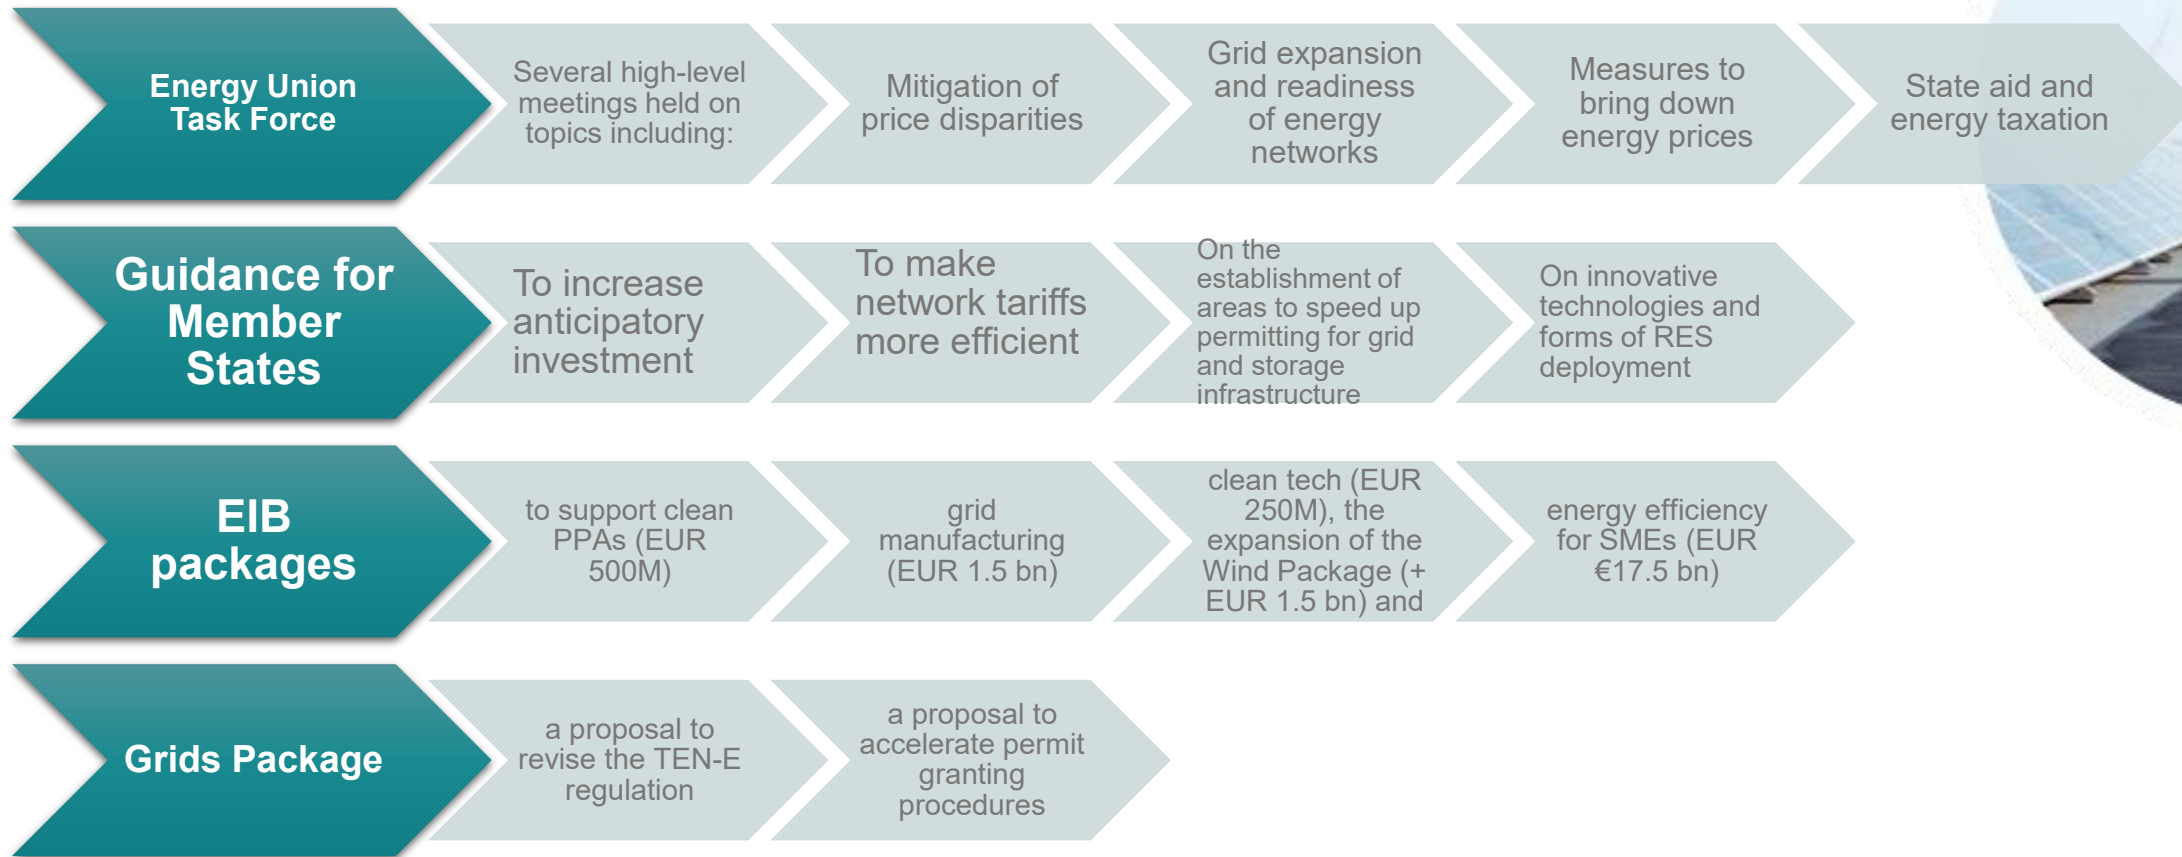 Energy Union
Task Force
Several high-level
meetings held on
topics including:
Mitigation of
price disparities
Grid expansion
and readiness
of energy
networks
Measures to
bring down
energy prices
State aid and
energy taxation
Guidance for
Member
States
To increase
anticipatory
investment
To make
network tariffs
more efficient
On the
establishment of
areas to speed up
permitting for grid
and storage
infrastructure
On innovative
technologies and
forms of RES
deployment
EIB
packages
to support clean
PPAs (EUR
500M)
grid
manufacturing
(EUR 1.5 bn)
clean tech (EUR
250M), the
expansion of the
Wind Package (+
EUR 1.5 bn) and
energy efficiency
for SMEs (EUR
€17.5 bn)
Grids Package
a proposal to
revise the TEN-E
regulation
a proposal to
accelerate permit
granting
procedures